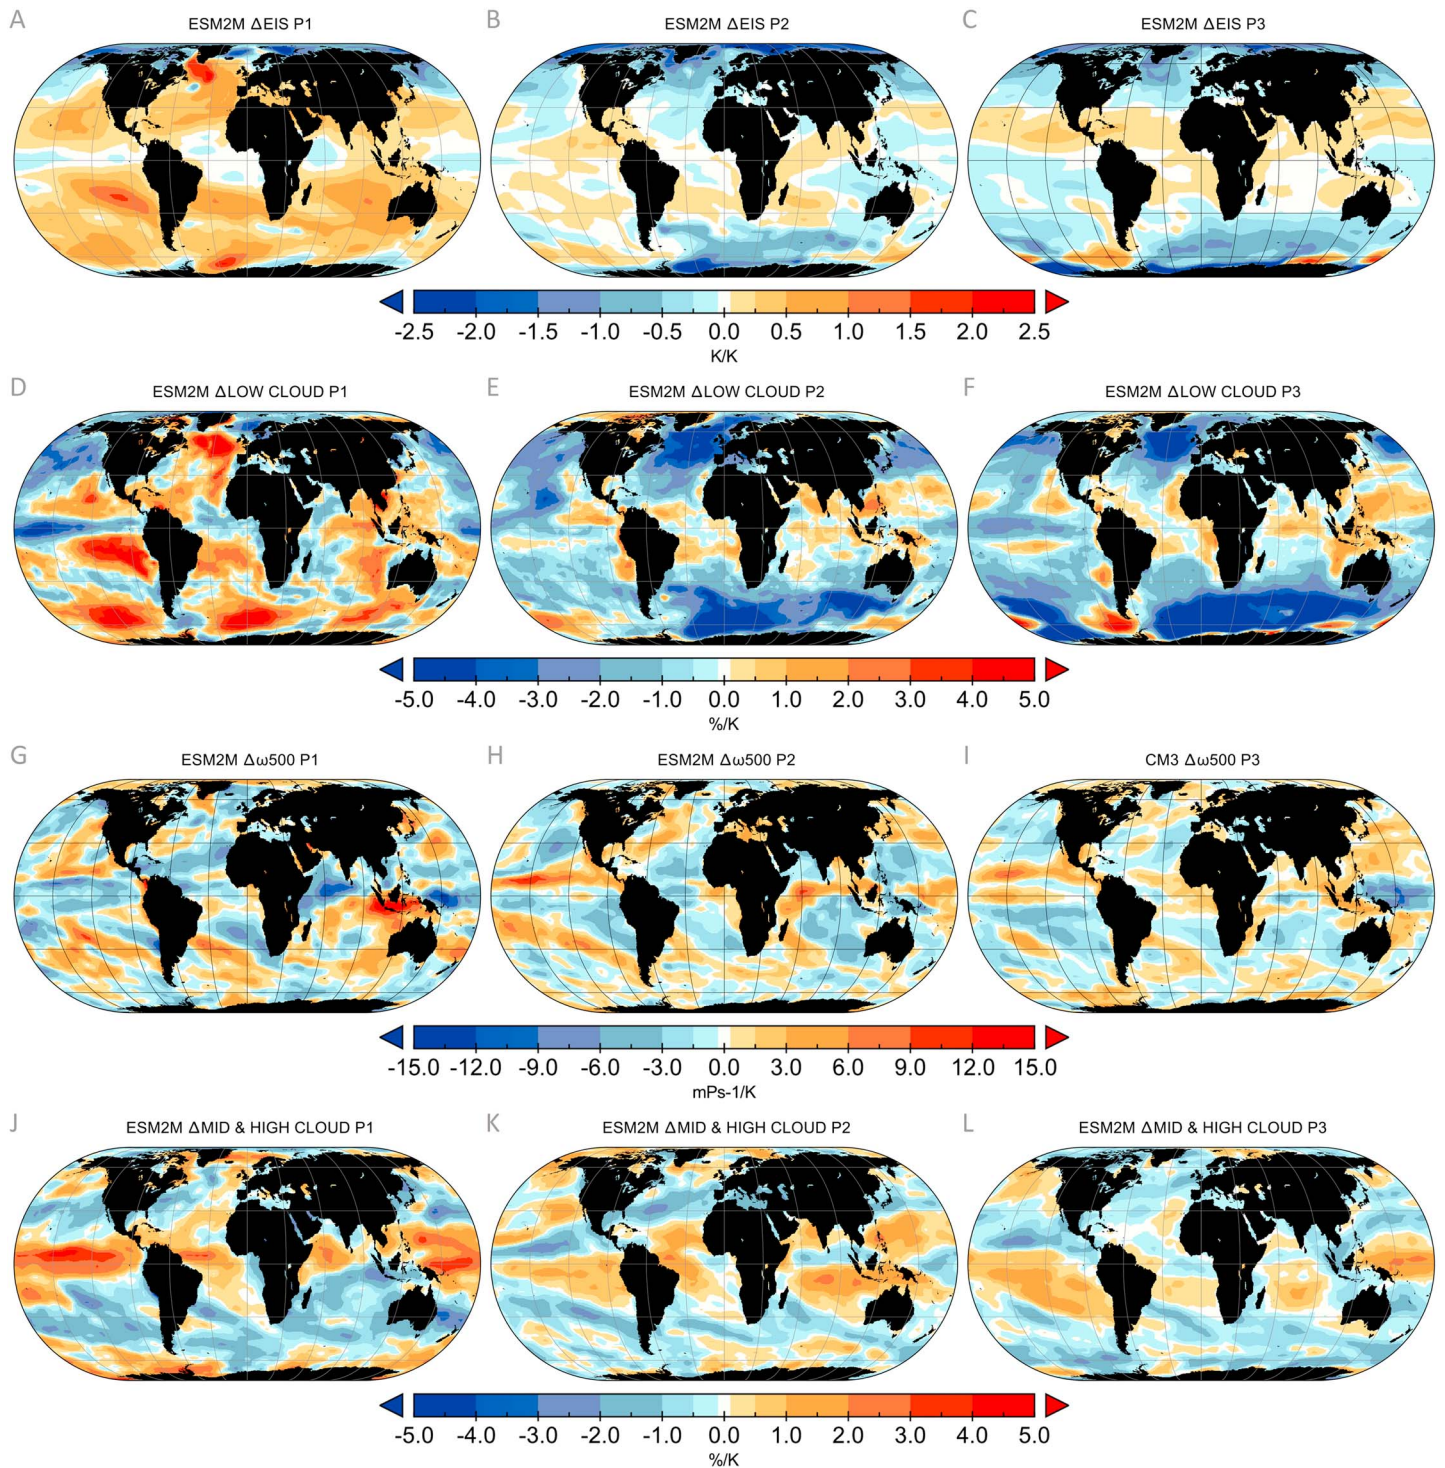 A B C
ESM2M ΔEIS P1 ESM2M ΔEIS P2 ESM2M ΔEIS P3
-2.5 -2.0 -1.5 -1.0 -0.5 0.0 0.5 1.0 1.5 2.0 2.5
K/K
D E F
ESM2M ΔLOW CLOUD P1 ESM2M ΔLOW CLOUD P2 ESM2M ΔLOW CLOUD P3
-5.0 -4.0 -3.0 -2.0 -1.0 0.0 1.0 2.0 3.0 4.0 5.0
%/K
G H I
ESM2M Δω500 P1 ESM2M Δω500 P2 CM3 Δω500 P3
-15.0 -12.0 -9.0 -6.0 -3.0 0.0 3.0 6.0 9.0 12.0 15.0
mPs-1/K
J K L
ESM2M ΔMID & HIGH CLOUD P1 ESM2M ΔMID & HIGH CLOUD P2 ESM2M ΔMID & HIGH CLOUD P3
-5.0 -4.0 -3.0 -2.0 -1.0 0.0 1.0 2.0 3.0 4.0 5.0
%/K